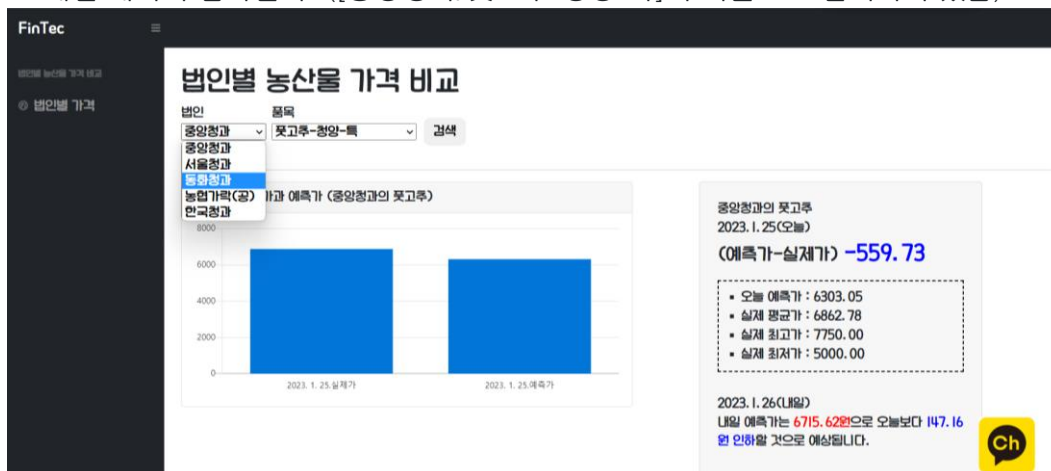 FinTec
법인별 농산물 가격 비교
법인별 가격
법인별 농산물 가격 비교
법인 품목
중앙청과 풋고추-청양-특 검색
중앙청과
서울청과
동화청과
농협가락(공)
한국청과
가과 예측가 (중앙청과의 풋고추)
8000
6000
4000
2000
0
2023. 1. 25.실제가 2023. 1. 25.예측가
중앙청과의 풋고추
2023.1.25(오늘)
(예측가-실제가) -559.73
오늘 예측가 : 6303.05
실제 평균가 : 6862.78
실제 최고가 : 7750.00
실제 최저가 : 5000.00
2023.1.26(내일)
내일 예측가는 6715.62원으로 오늘보다 147.16
원 인하할 것으로 예상됩니다.
Ch